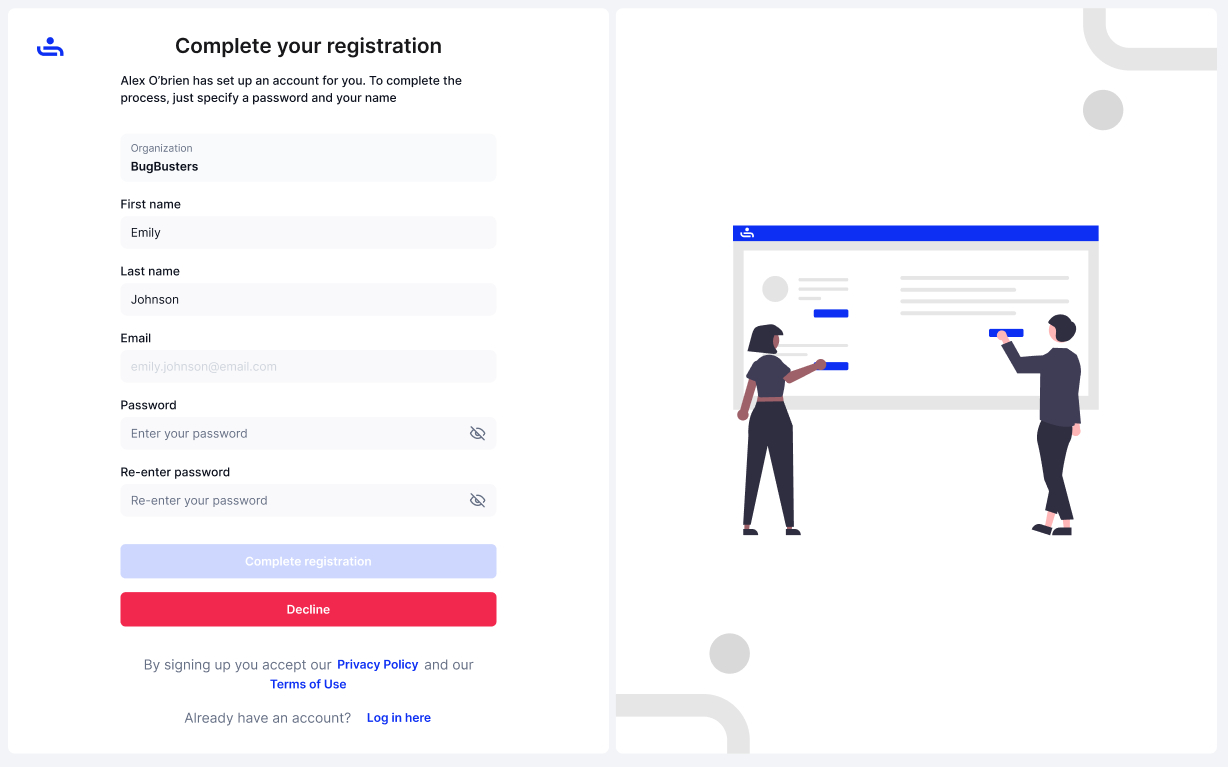 Complete your registration
Alex O'brien has set up an account for you. To complete the
process, just specify a password and your name
Organization
BugBusters
First name
Emily
Last name
Johnson
Email
emily.johnson@email.com
Password
Enter your password
Re-enter password
Re-enter your password
Complete registration
Decline
By signing up you accept our Privacy Policy and our
Terms of Use
Already have an account? Log in here